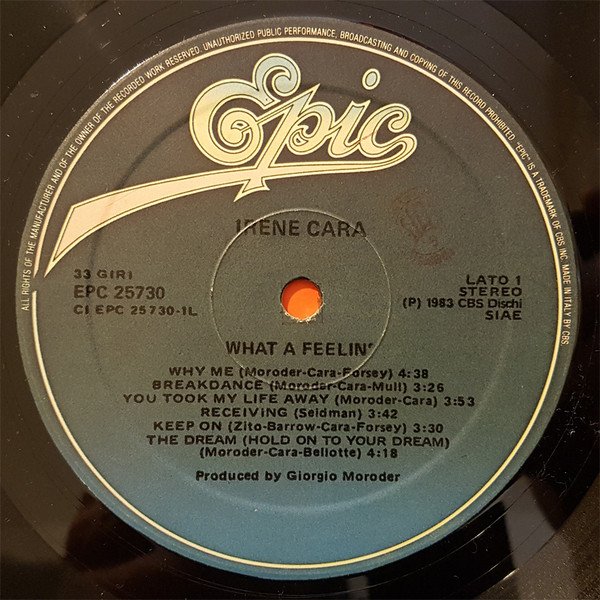 ALL RIGHTS OF THE MANUFACTURER AND OF THE OWNER OF THE RECORDED WORK RESERVED. UNAUTHORIZED PUBLIC PERFORMANCE, BROADCASTING AND COPYING OF THIS RECORD PROHIBITED. "EPIC" IS A TRADEMARK OF CBS INC. MADE IN ITALY BY CBS.
Epic
IRENE CARA
33 GIRI
EPC 25730
CI EPC 25730-1L
LATO 1
STEREO
(P) 1983 CBS Dischi
SIAE
WHAT A FEELIN'
WHY ME (Moroder-Cara-Forsey) 4:38
BREAKDANCE (Moroder-Cara-Mull) 3:26
YOU TOOK MY LIFE AWAY (Moroder-Cara) 3:53
RECEIVING (Seidman) 3:42
KEEP ON (Zito-Barrow-Cara-Forsey) 3:30
THE DREAM (HOLD ON TO YOUR DREAM)
(Moroder-Cara-Bellotte) 4:18
Produced by Giorgio Moroder